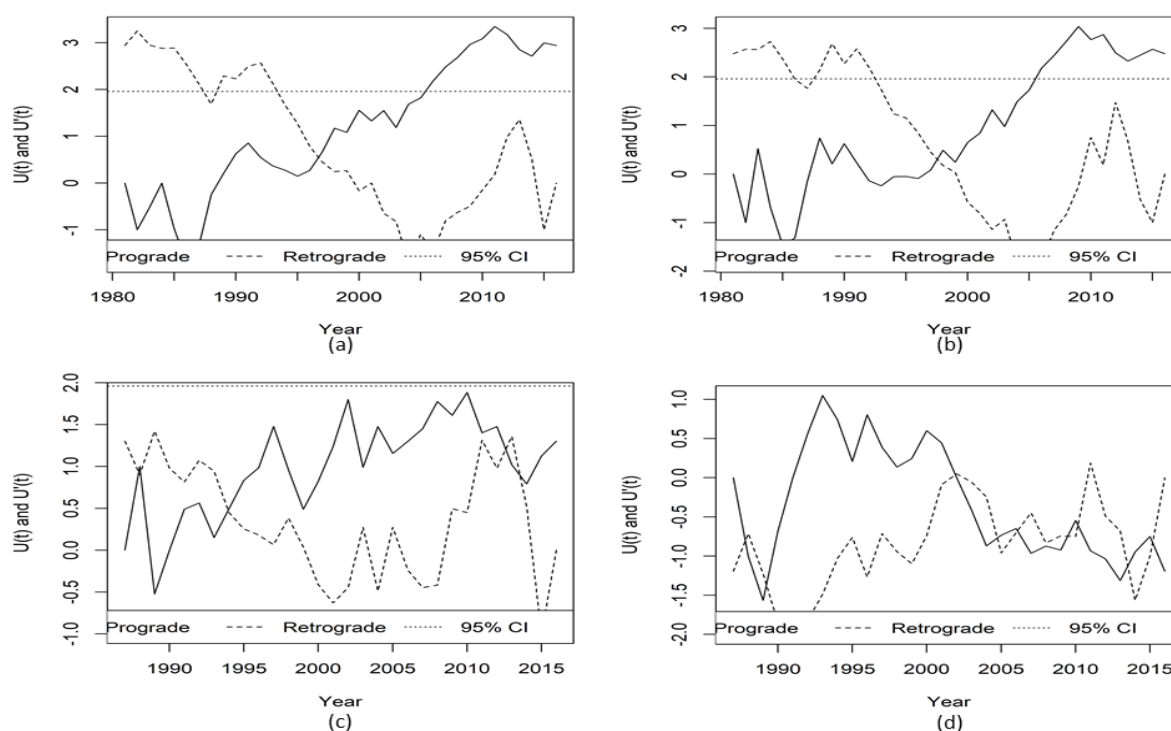 3
2
1
0
-1
U(t) and U'(t)
Prograde Retrograde 95% CI
1980 1990 2000 2010
Year
(a)
3
2
1
0
-1
-2
U(t) and U'(t)
Prograde Retrograde 95% CI
1980 1990 2000 2010
Year
(b)
2.0
1.5
1.0
0.5
0.0
-0.5
-1.0
U(t) and U'(t)
Prograde Retrograde 95% CI
1990 1995 2000 2005 2010 2015
Year
(c)
1.0
0.5
0.0
-0.5
-1.0
-1.5
-2.0
U(t) and U'(t)
Prograde Retrograde 95% CI
1990 1995 2000 2005 2010 2015
Year
(d)